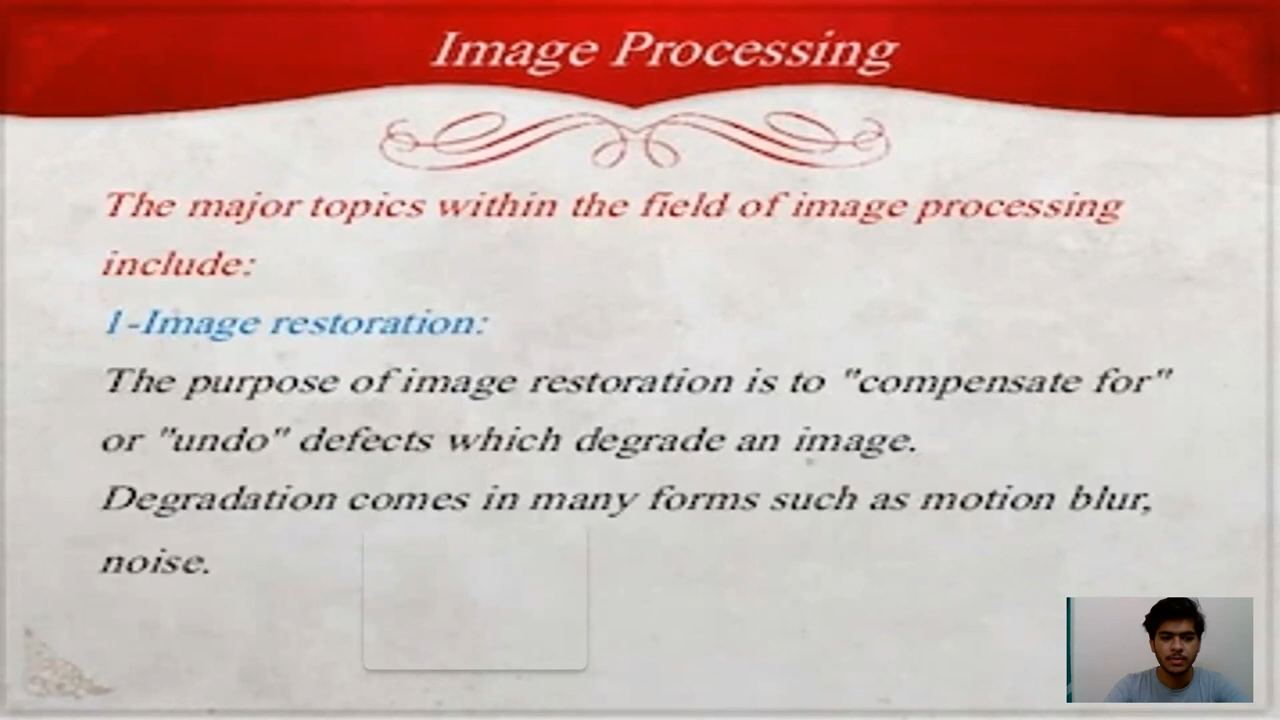 Image Processing
The major topics within the field of image processing
include:
1-Image restoration:
The purpose of image restoration is to "compensate for"
or "undo" defects which degrade an image.
Degradation comes in many forms such as motion blur,
noise.